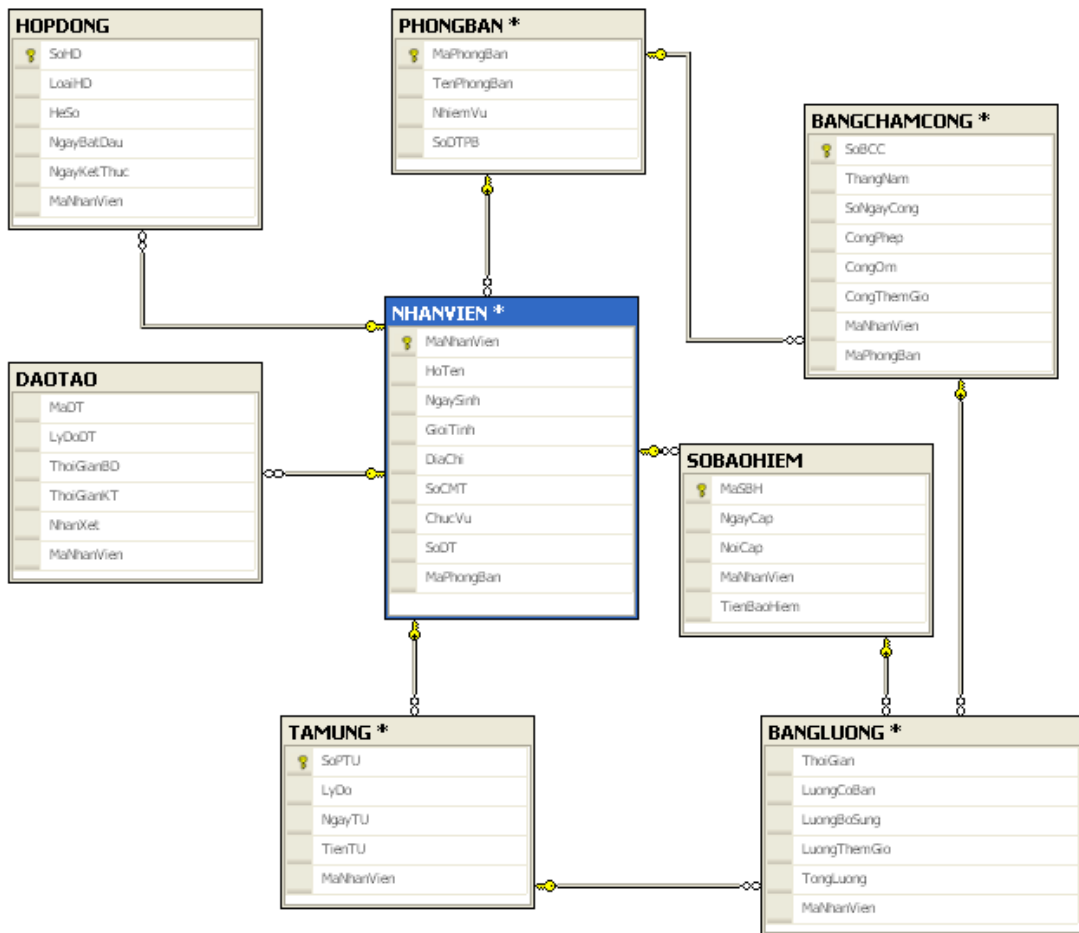 HOPDONG
SoHD
LoaiHD
HeSo
NgayBatDau
NgayKetThuc
MaNhanVien
PHONGBAN *
MaPhongBan
TenPhongBan
NhiemVu
SoDTPB
BANGCHAMCONG *
SoBCC
ThangNam
SoNgayCong
CongPhep
CongOm
CongThemGio
MaNhanVien
MaPhongBan
NHANVIEN *
MaNhanVien
HoTen
NgaySinh
GioiTinh
DiaChi
SoCMT
ChucVu
SoDT
MaPhongBan
DAOTAO
MaDT
LyDoDT
ThoiGianBD
ThoiGianKT
NhanXet
MaNhanVien
SOBAOHIEM
MaSBH
NgayCap
NoiCap
MaNhanVien
TienBaoHiem
TAMUNG *
SoPTU
LyDo
NgayTU
TienTU
MaNhanVien
BANGLUONG *
ThoiGian
LuongCoBan
LuongBoSung
LuongThemGio
TongLuong
MaNhanVien